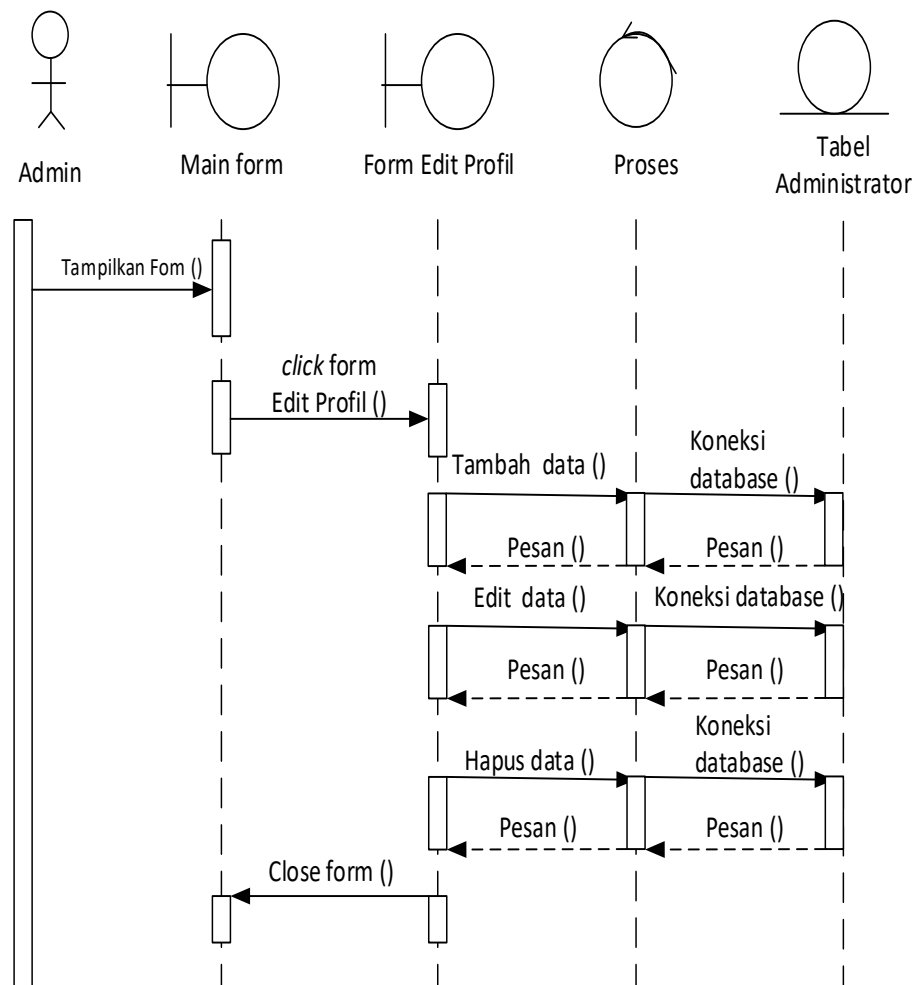 Admin
Main form
Form Edit Profil
Proses
Tabel
Administrator
Tampilkan Fom ()
click form
Edit Profil ()
Tambah data ()
Koneksi
database ()
Pesan ()
Pesan ()
Edit data ()
Koneksi database ()
Pesan ()
Pesan ()
Hapus data ()
Koneksi
database ()
Pesan ()
Pesan ()
Close form ()